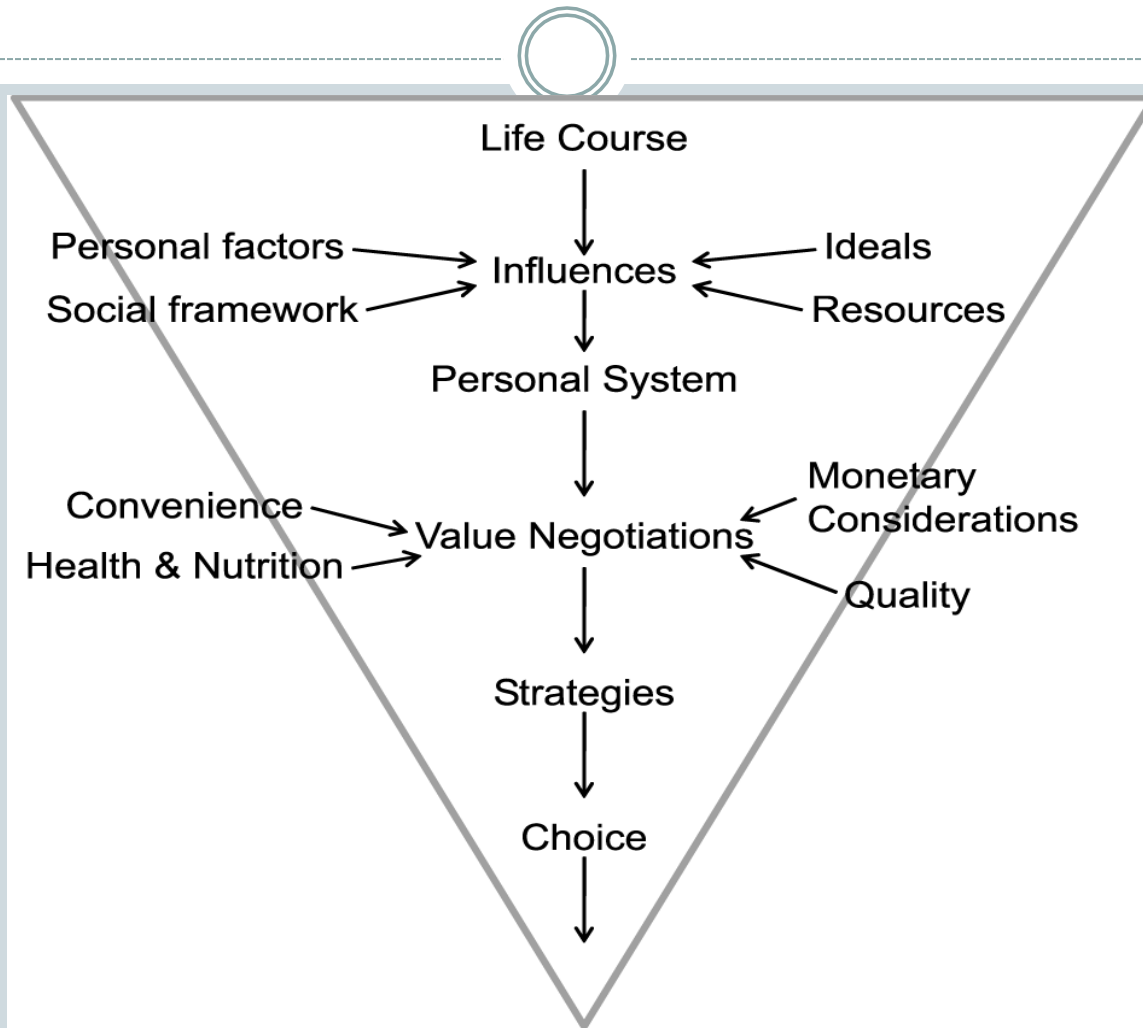 Life Course
Personal factors
Ideals
Influences
Social framework
Resources
Personal System
Monetary
Considerations
Convenience
Value Negotiations
Health & Nutrition
Quality
Strategies
Choice